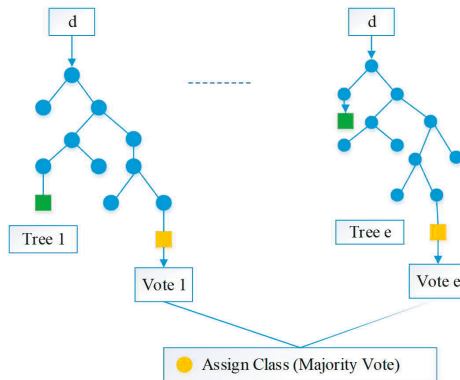 d
d
Tree 1
Tree e
Vote 1
Vote e
Assign Class (Majority Vote)